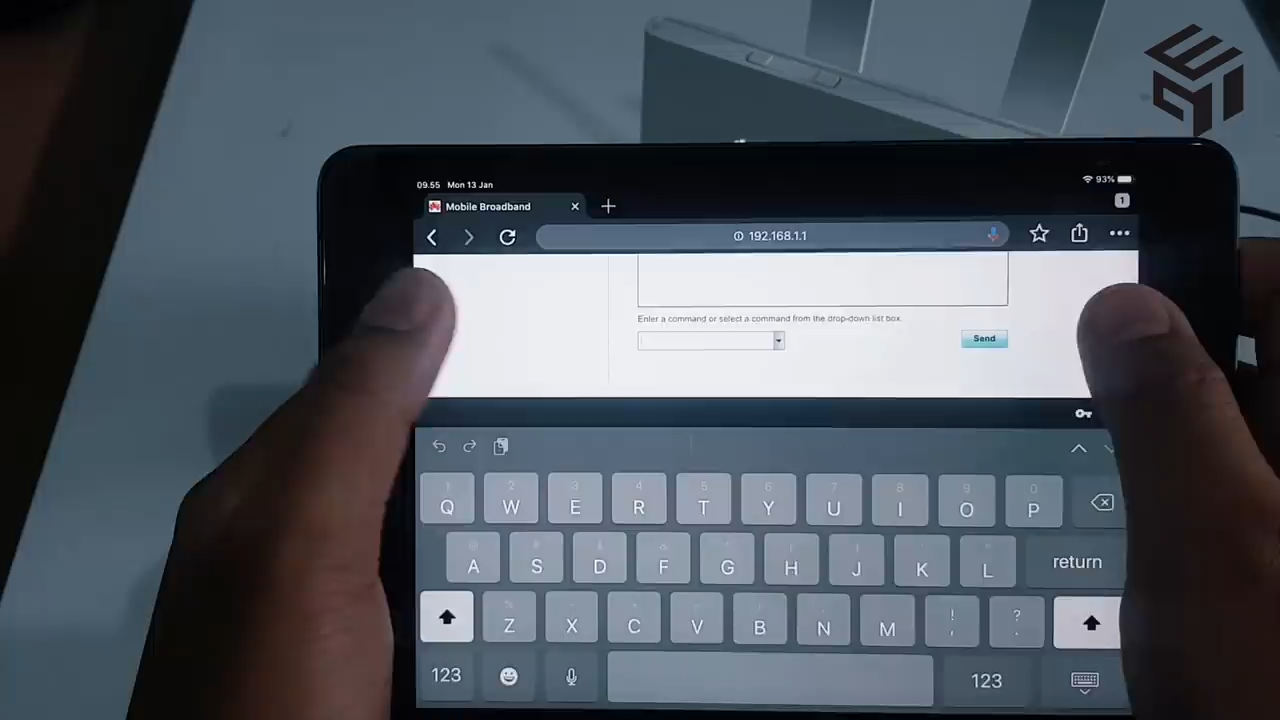 09.55 Mon 13 Jan
93%
Mobile Broadband
1
192.168.1.1
Enter a command or select a command from the drop-down list box.
Send
Q W E R T Y U I O P
A S D F G H J K L return
Z X C V B N M ! , ? .
123 123